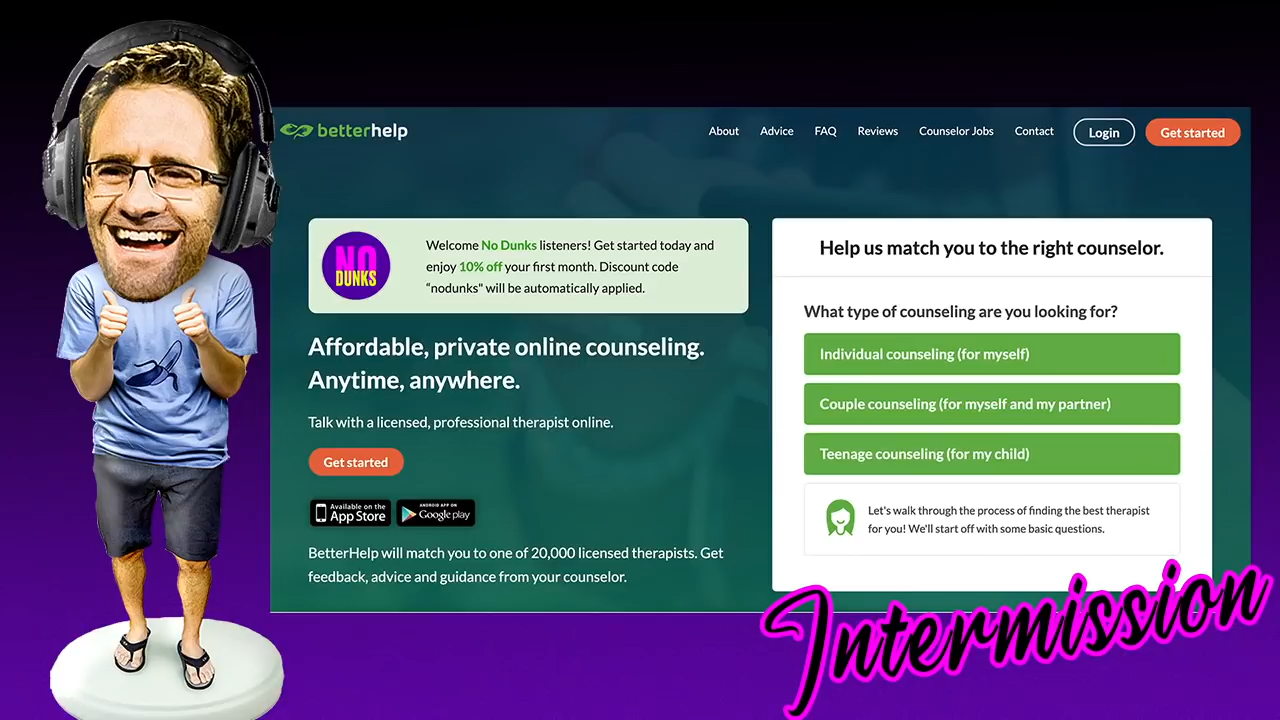 betterhelp
About Advice FAQ Reviews Counselor Jobs Contact Login Get started
NO
DUNKS
Welcome No Dunks listeners! Get started today and
enjoy 10% off your first month. Discount code
“nodunks" will be automatically applied.
Affordable, private online counseling.
Anytime, anywhere.
Talk with a licensed, professional therapist online.
Get started
Available on the
App Store
ANDROID APP ON
Google play
BetterHelp will match you to one of 20,000 licensed therapists. Get
feedback, advice and guidance from your counselor.
Help us match you to the right counselor.
What type of counseling are you looking for?
Individual counseling (for myself)
Couple counseling (for myself and my partner)
Teenage counseling (for my child)
Let's walk through the process of finding the best therapist
for you! We'll start off with some basic questions.
Intermission